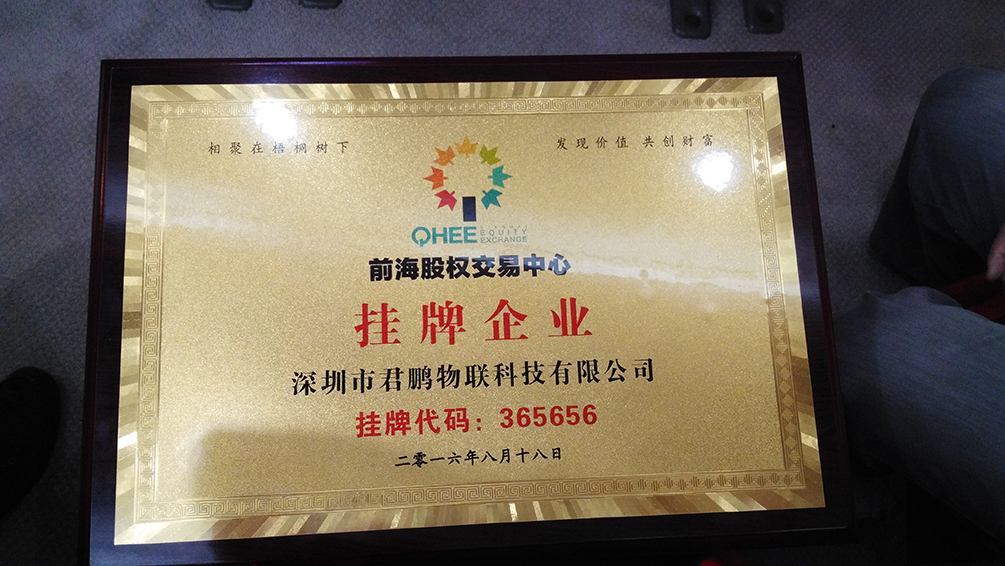 相聚在梧桐树下
发现价值 共创财富
QHEE EQUITY EXCHANGE
前海股权交易中心
挂牌企业
深圳市君鹏物联科技有限公司
挂牌代码：365656
二零一六年八月十八日